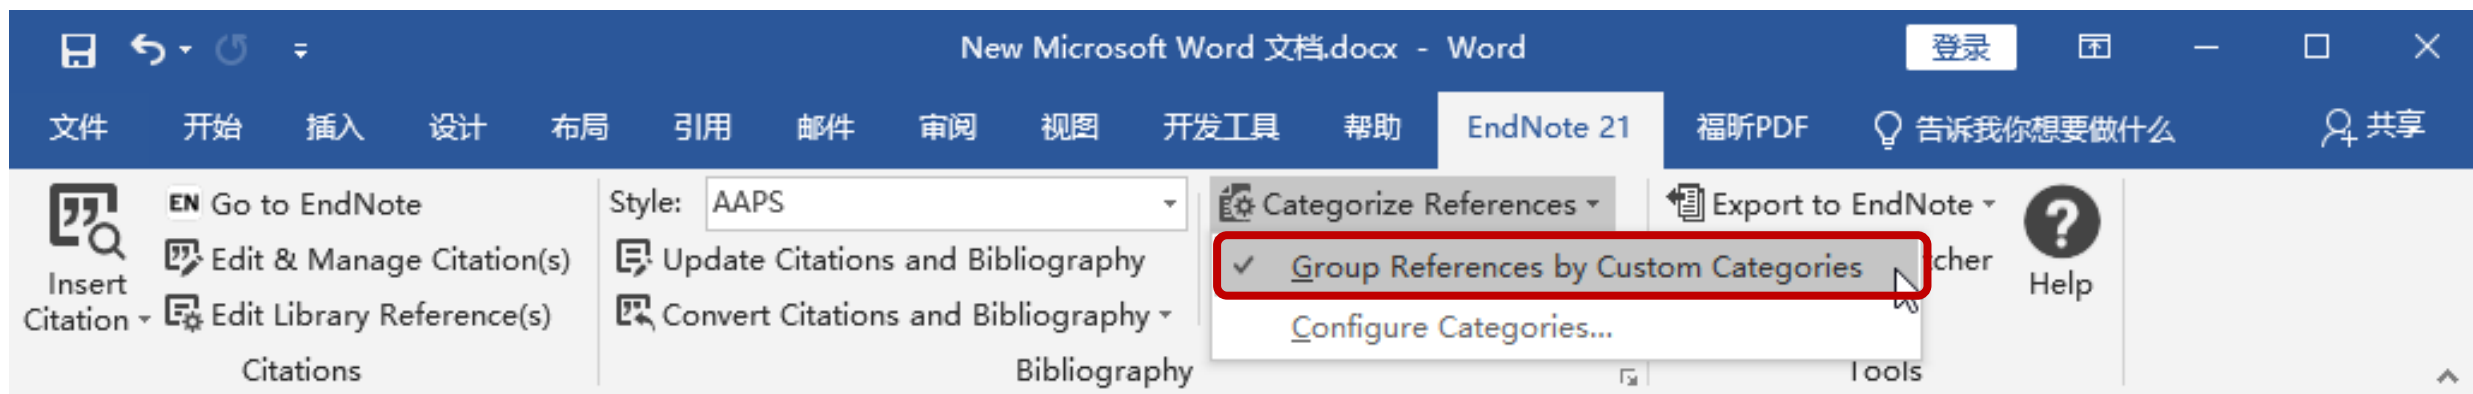 New Microsoft Word 文档.docx - Word
登录
文件 开始 插入 设计 布局 引用 邮件 审阅 视图 开发工具 帮助 EndNote 21 福昕PDF 告诉我你想要做什么 共享
Insert
Citation
EN Go to EndNote
Edit & Manage Citation(s)
Edit Library Reference(s)
Citations
Style: AAPS
Update Citations and Bibliography
Convert Citations and Bibliography
Bibliography
Categorize References
Group References by Custom Categories
Configure Categories...
Export to EndNote
Help
Tools